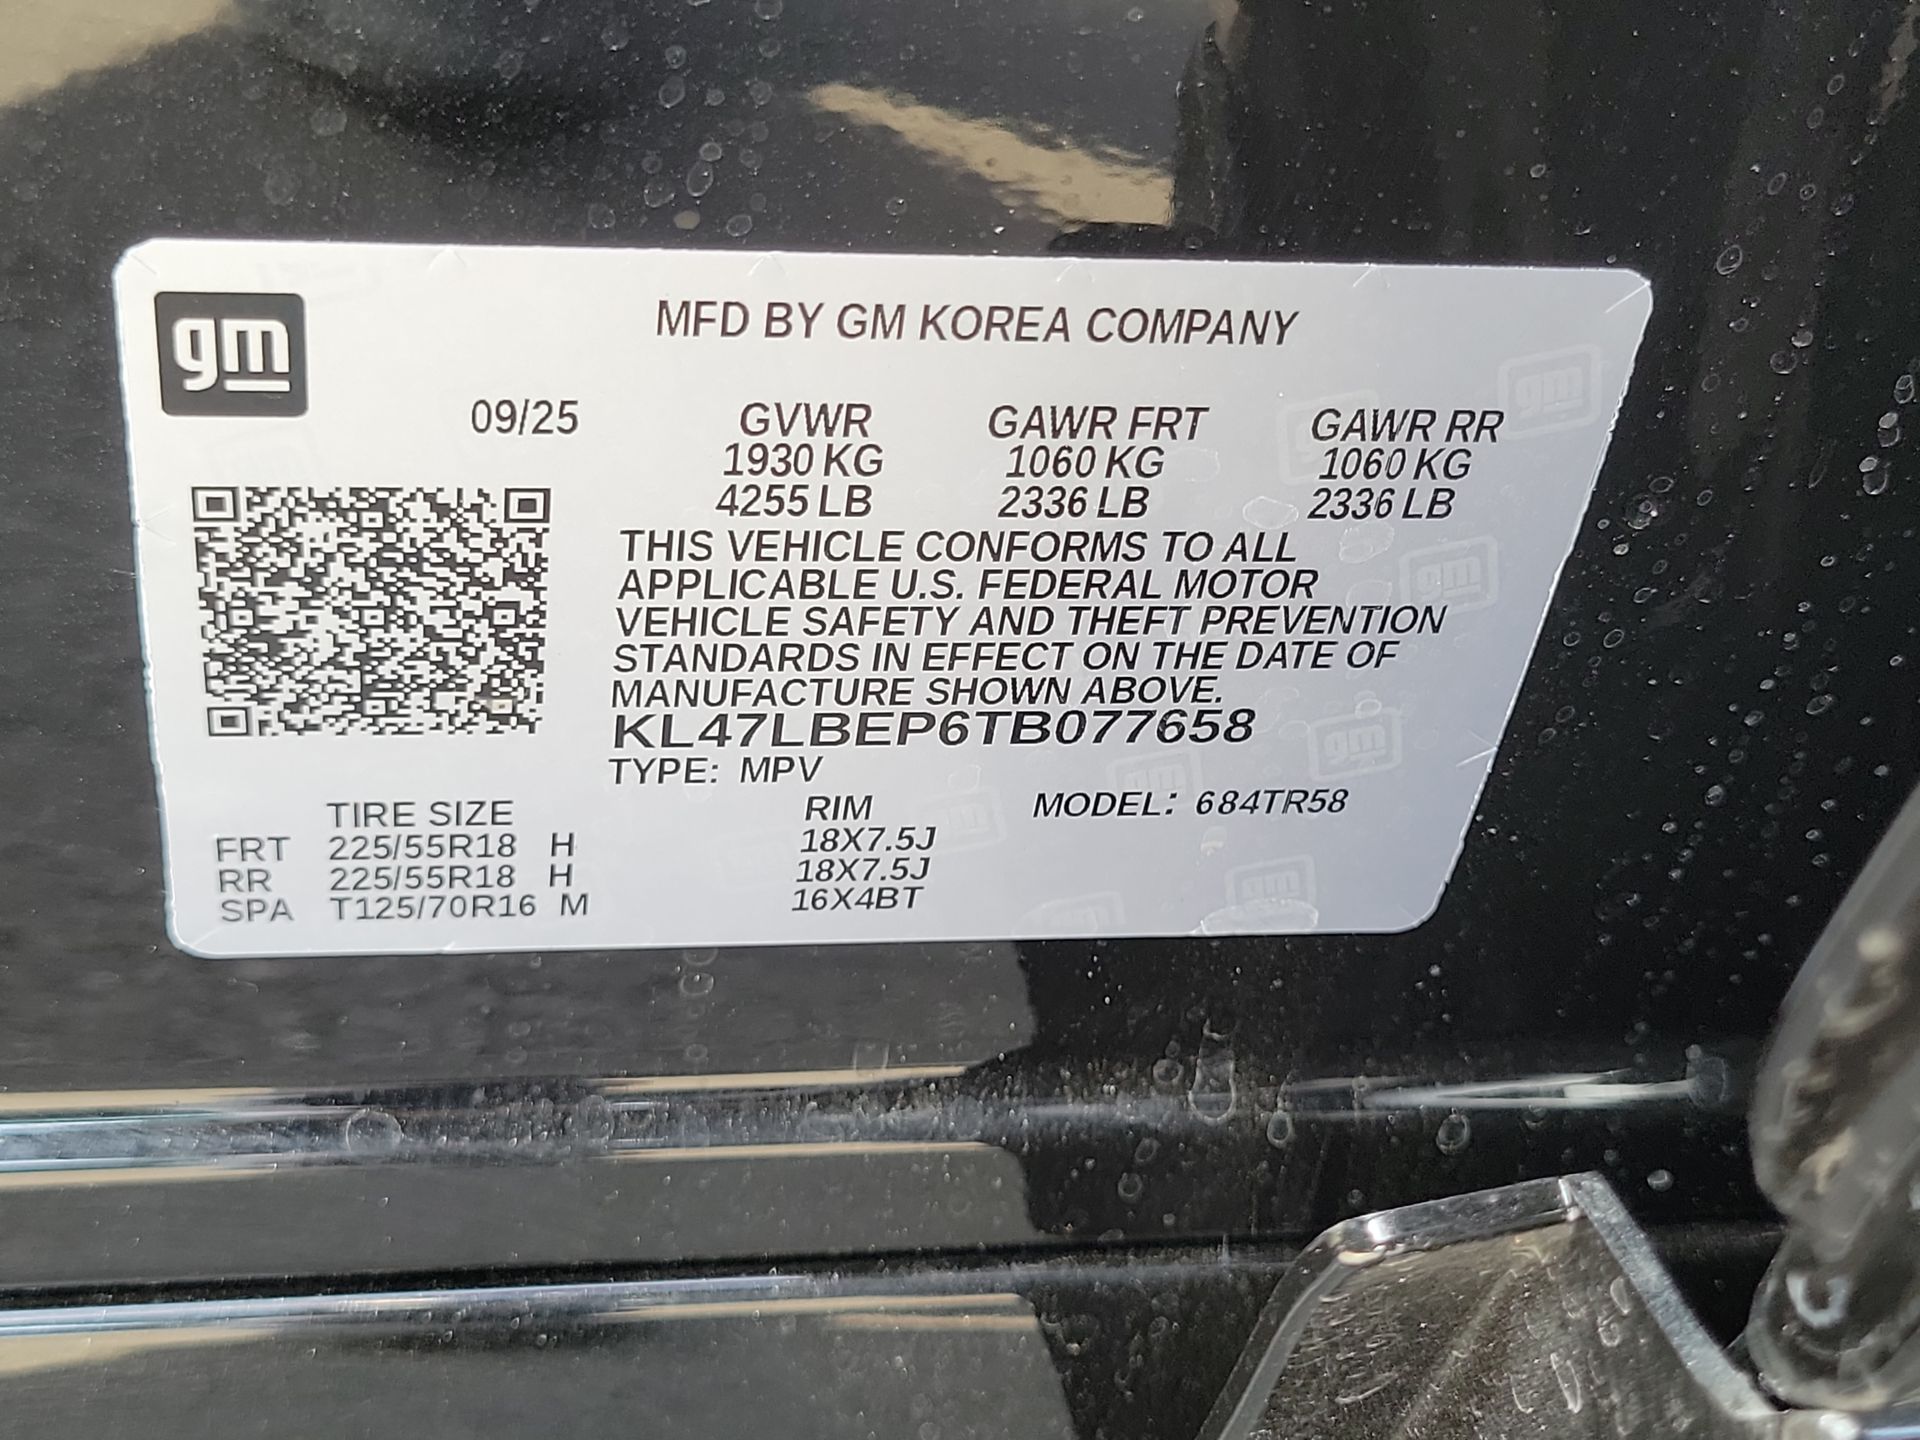 gm
MFD BY GM KOREA COMPANY
09/25 GVWR GAWR FRT GAWR RR
1930 KG 1060 KG 1060 KG
4255 LB 2336 LB 2336 LB
THIS VEHICLE CONFORMS TO ALL
APPLICABLE U.S. FEDERAL MOTOR
VEHICLE SAFETY AND THEFT PREVENTION
STANDARDS IN EFFECT ON THE DATE OF
MANUFACTURE SHOWN ABOVE.
KL47LBEP6TB077658
TYPE: MPV
TIRE SIZE RIM MODEL: 684TR58
FRT 225/55R18 H 18X7.5J
RR 225/55R18 H 18X7.5J
SPA T125/70R16 M 16X4BT